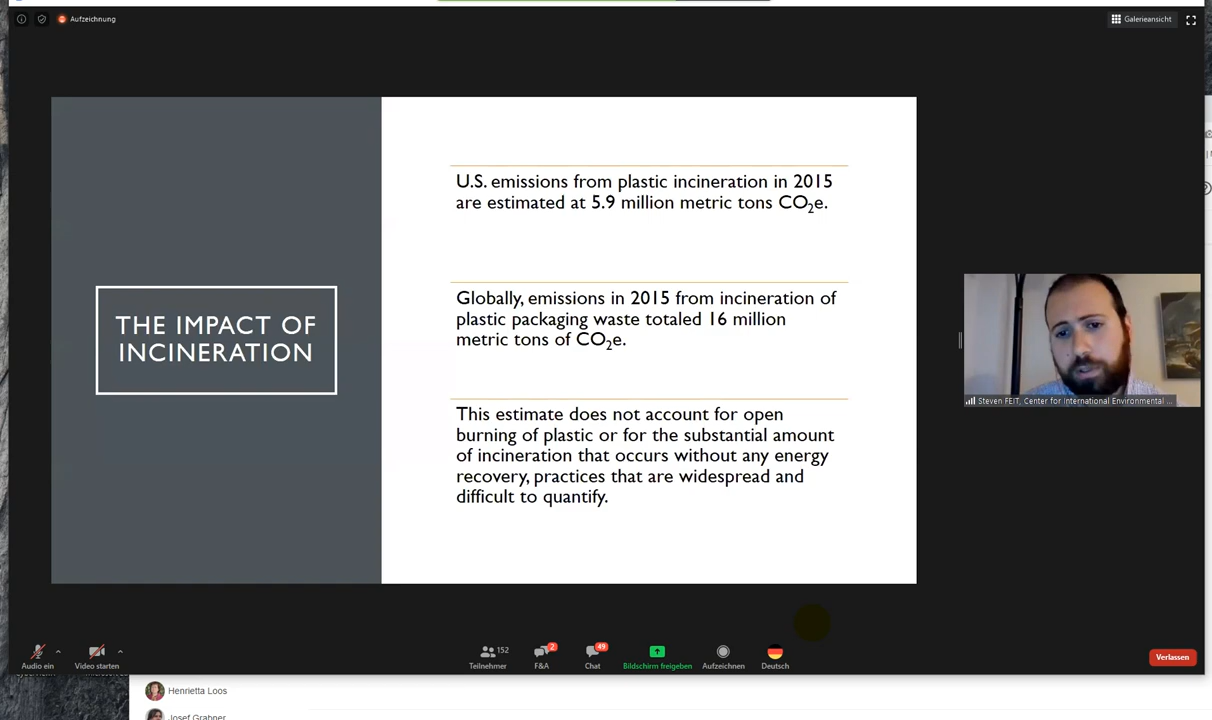 Aufzeichnung
Galerieansicht
THE IMPACT OF
INCINERATION
U.S. emissions from plastic incineration in 2015
are estimated at 5.9 million metric tons CO₂e.
Globally, emissions in 2015 from incineration of
plastic packaging waste totaled 16 million
metric tons of CO₂e.
This estimate does not account for open
burning of plastic or for the substantial amount
of incineration that occurs without any energy
recovery, practices that are widespread and
difficult to quantify.
Steven FEIT, Center for International Environmental ...
152
2
49
Audio ein
Video starten
Teilnehmer
F&A
Chat
Bildschirm freigeben
Aufzeichnen
Deutsch
Verlassen
Henrietta Loos
Josef Grabner